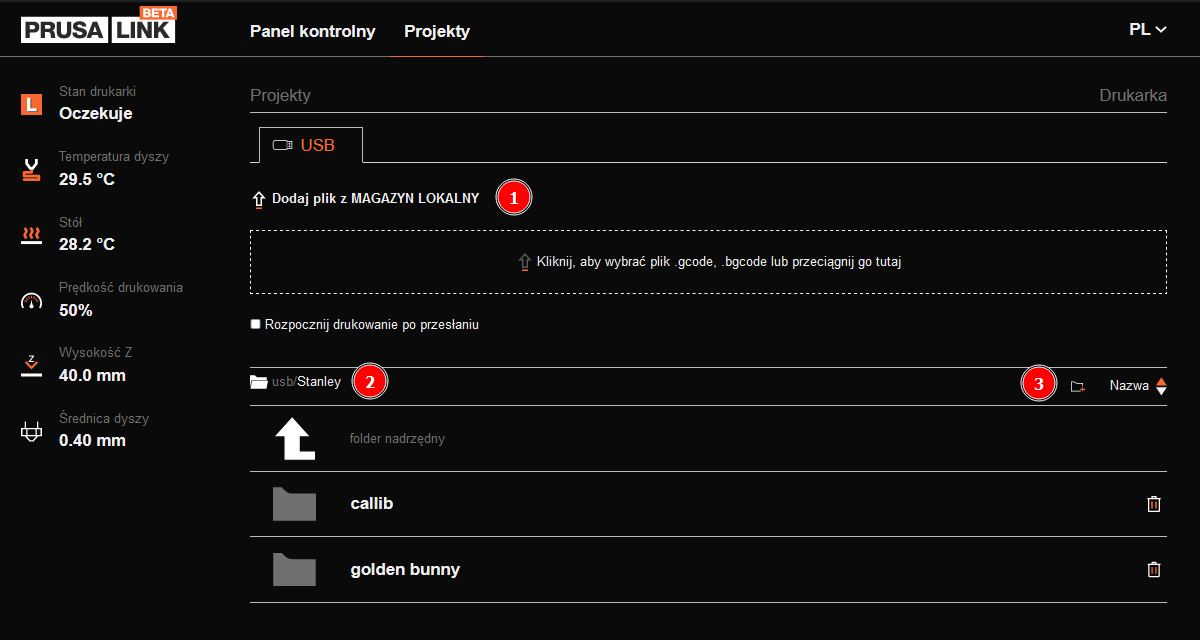 PRUSA LINK BETA
Panel kontrolny
Projekty
PL
Stan drukarki
L
Oczekuje
Temperatura dyszy
29.5 °C
Stół
28.2 °C
Prędkość drukowania
50%
Wysokość Z
Z
40.0 mm
Średnica dyszy
0.40 mm
Projekty
Drukarka
USB
Dodaj plik z MAGAZYN LOKALNY
1
Kliknij, aby wybrać plik .gcode, .bgcode lub przeciągnij go tutaj
Rozpocznij drukowanie po przesłaniu
usb/Stanley
2
3
Nazwa
folder nadrzędny
callib
golden bunny